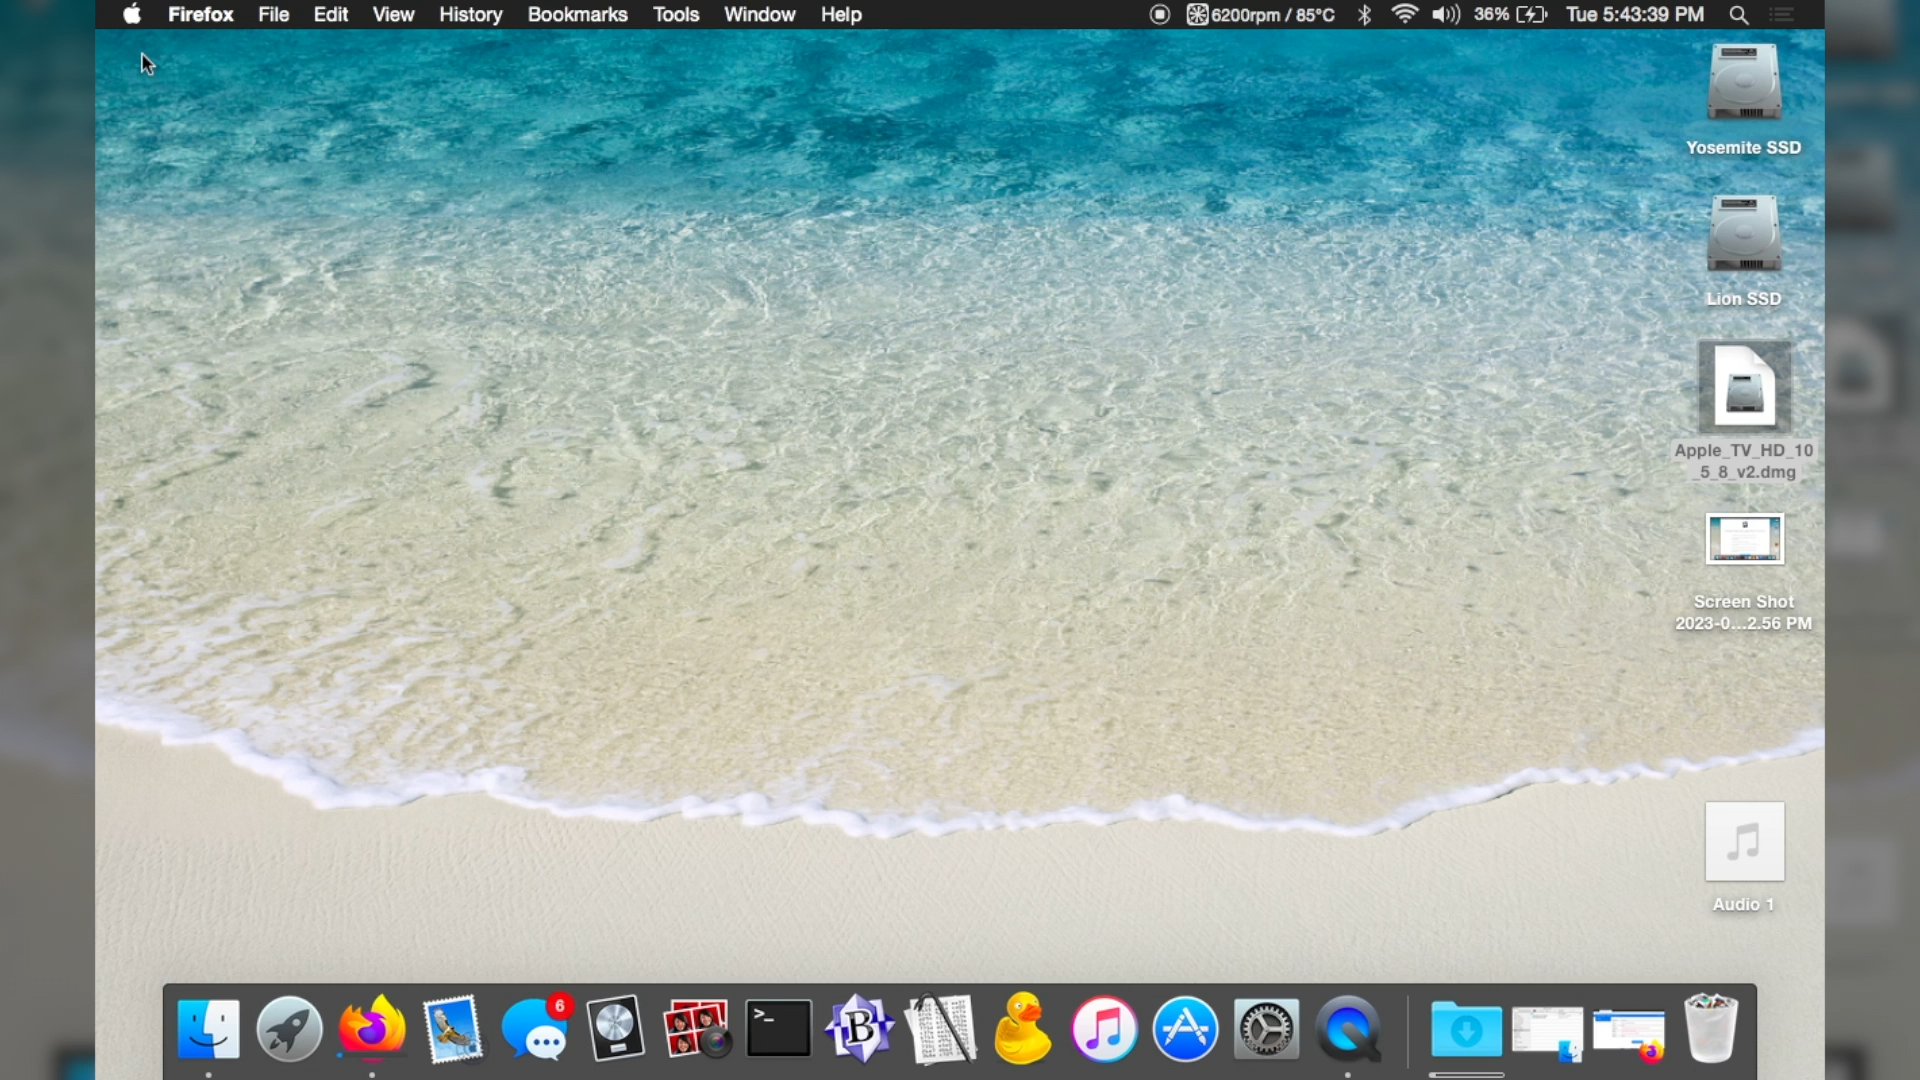 Firefox File Edit View History Bookmarks Tools Window Help 6200rpm / 85°C 36% Tue 5:43:39 PM
Yosemite SSD
Lion SSD
Apple_TV_HD_10
_5_8_v2.dmg
Screen Shot
2023-0...2.56 PM
Audio 1
6
>_
B